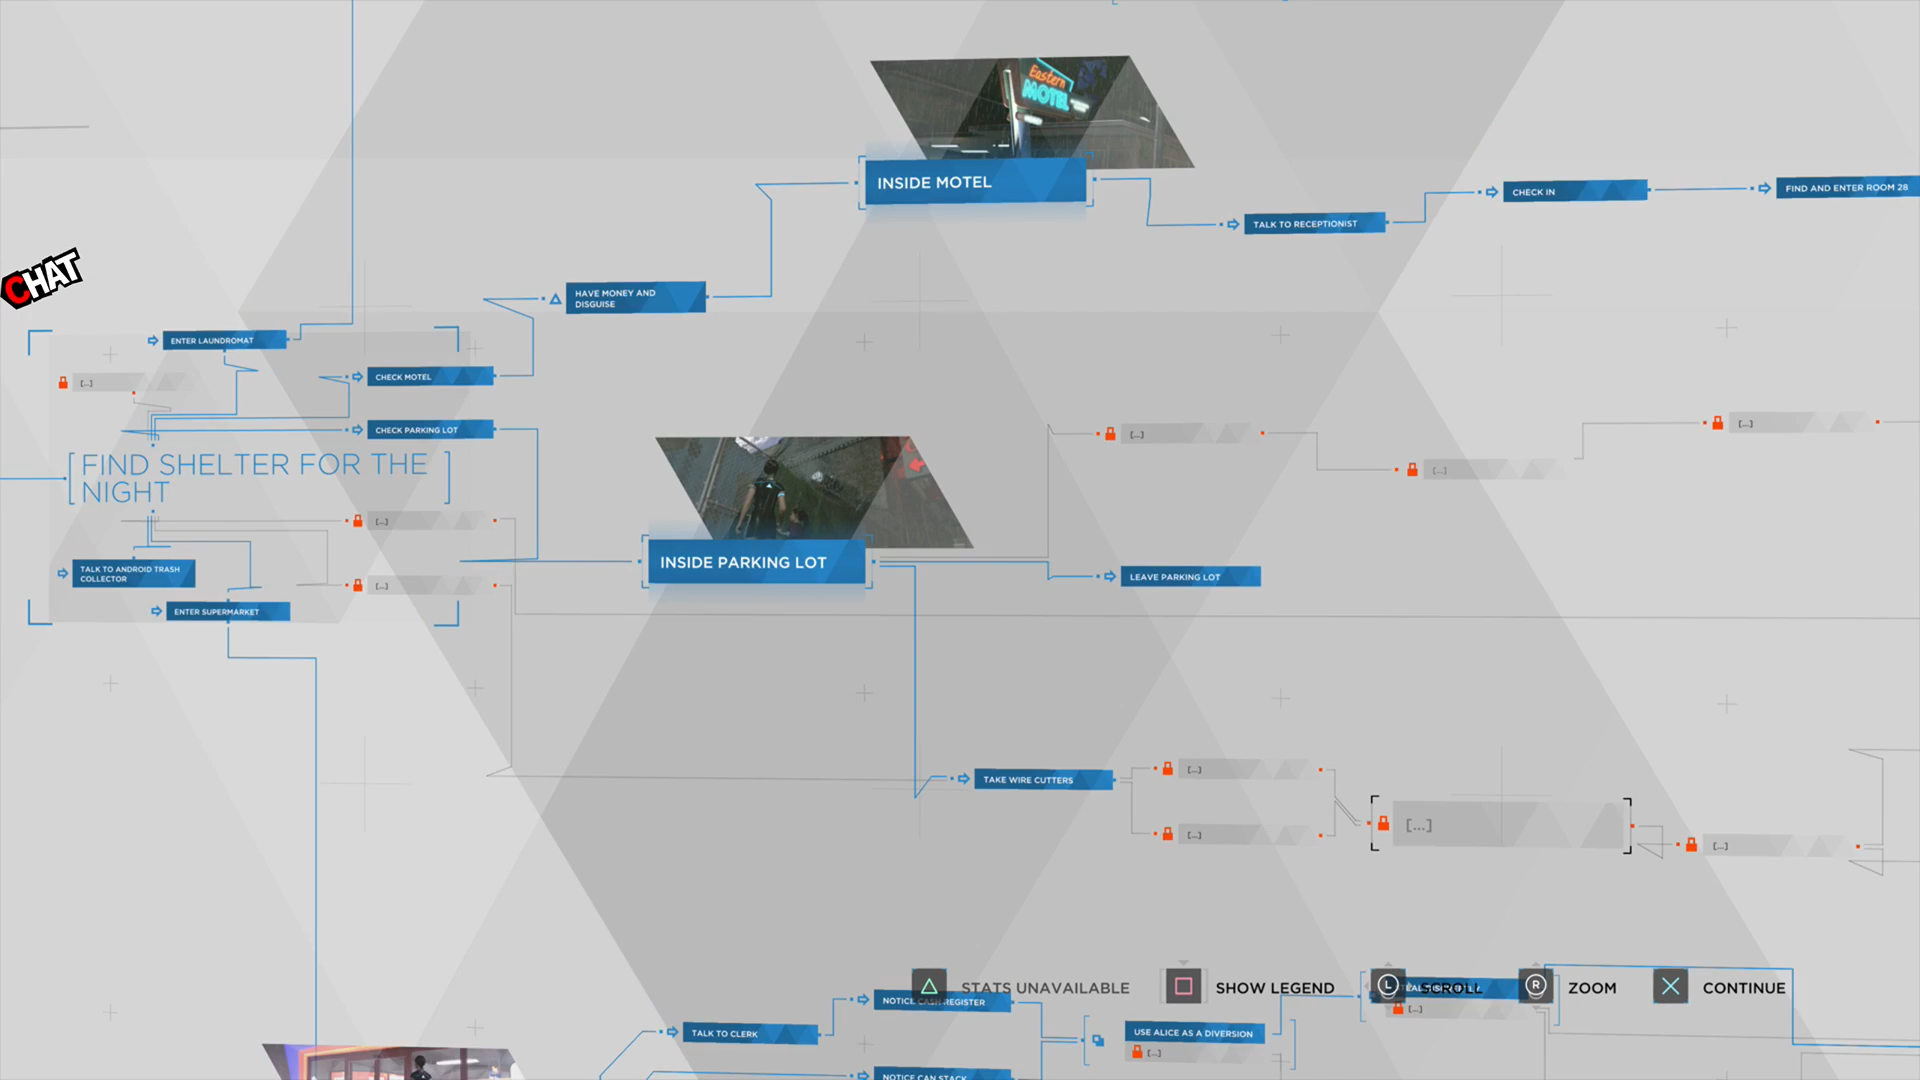 Eastern
MOTEL
INSIDE MOTEL
CHECK IN
FIND AND ENTER ROOM 28
TALK TO RECEPTIONIST
CHAT
HAVE MONEY AND
DISGUISE
ENTER LAUNDROMAT
[...]
CHECK MOTEL
CHECK PARKING LOT
[...]
[...]
[...]
FIND SHELTER FOR THE
NIGHT
[...]
TALK TO ANDROID TRASH
COLLECTOR
[...]
ENTER SUPERMARKET
INSIDE PARKING LOT
LEAVE PARKING LOT
TAKE WIRE CUTTERS
[...]
[...]
[...]
[...]
STATS UNAVAILABLE
SHOW LEGEND
L
SCROLL
R
ZOOM
CONTINUE
NOTICE CASH REGISTER
[...]
TALK TO CLERK
USE ALICE AS A DIVERSION
[...]
NOTICE CAN STACK